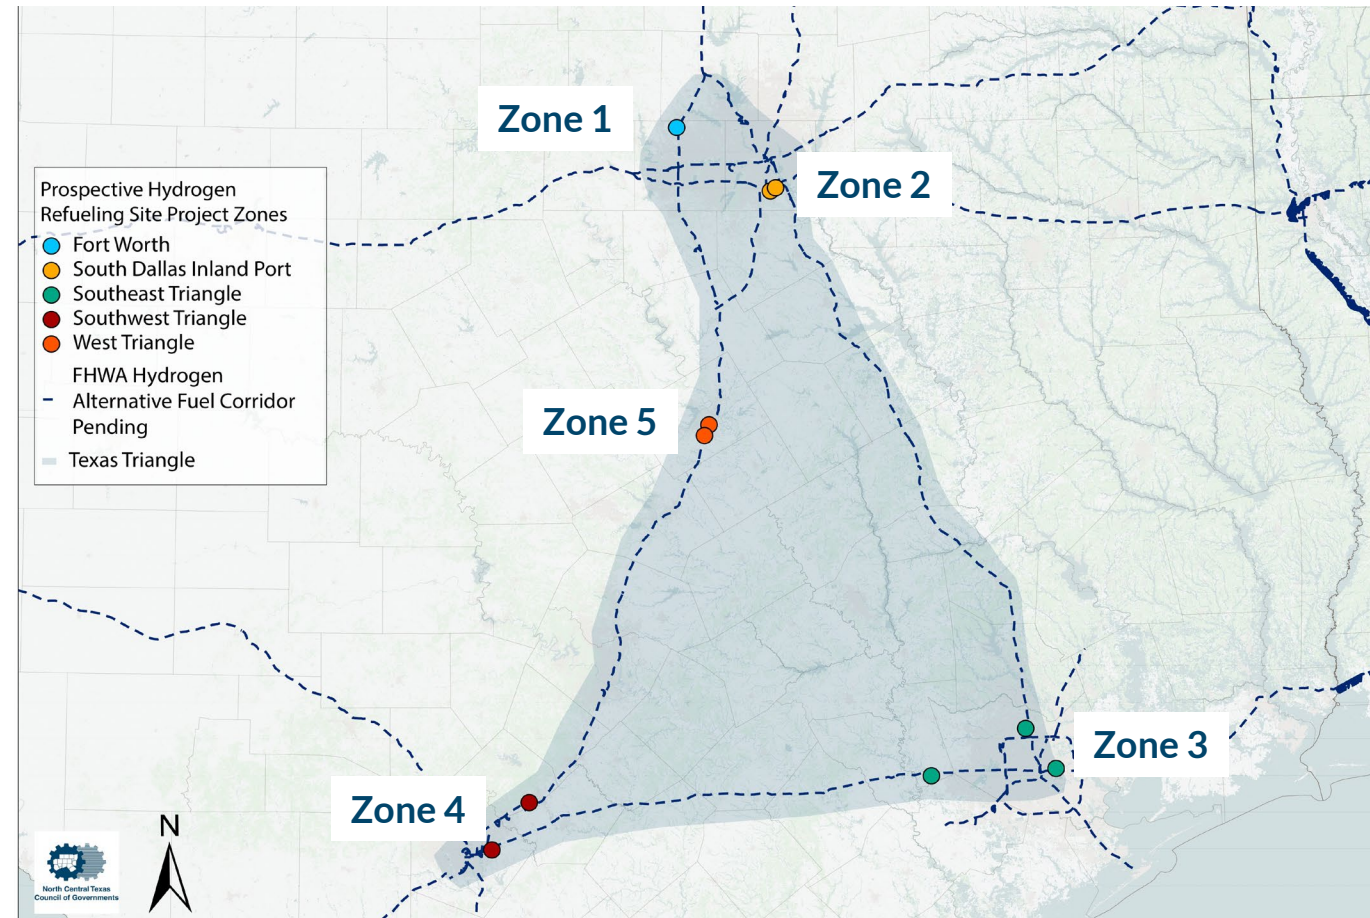 Zone 1
Zone 2
Prospective Hydrogen
Refueling Site Project Zones
Fort Worth
South Dallas Inland Port
Southeast Triangle
Southwest Triangle
West Triangle
FHWA Hydrogen
Alternative Fuel Corridor
Pending
Texas Triangle
Zone 5
Zone 3
Zone 4
N
North Central Texas
Council of Governments